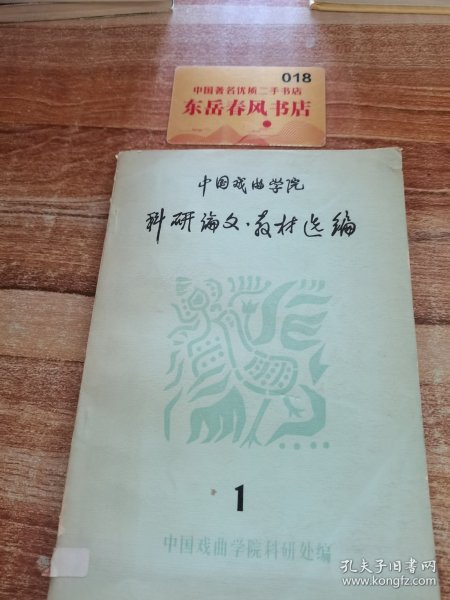 018
中国著名优质二手书店
东岳春风书店
中国戏曲学院
科研论文·教材选编
1
中国戏曲学院科研处编
孔夫子旧书网
www.kongfz.com